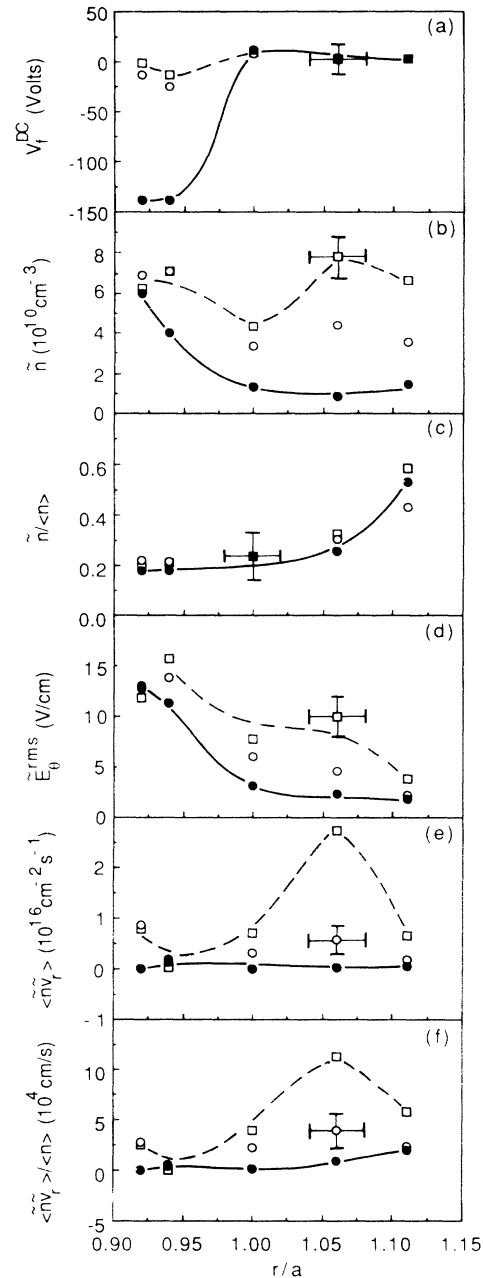 50
(a)
0
-50
-100
-150
V_f^DC (Volts)
(b)
8
6
4
2
0
ñ (10^10 cm^-3)
(c)
0.6
0.4
0.2
0.0
ñ/<n>
(d)
15
10
5
0
Ẽ_θ^rms (V/cm)
(e)
2
1
0
-1
<ñṽ_r> (10^16 cm^-2 s^-1)
(f)
10
5
0
-5
<ñṽ_r>/<n> (10^4 cm/s)
0.90 0.95 1.00 1.05 1.10 1.15
r/a